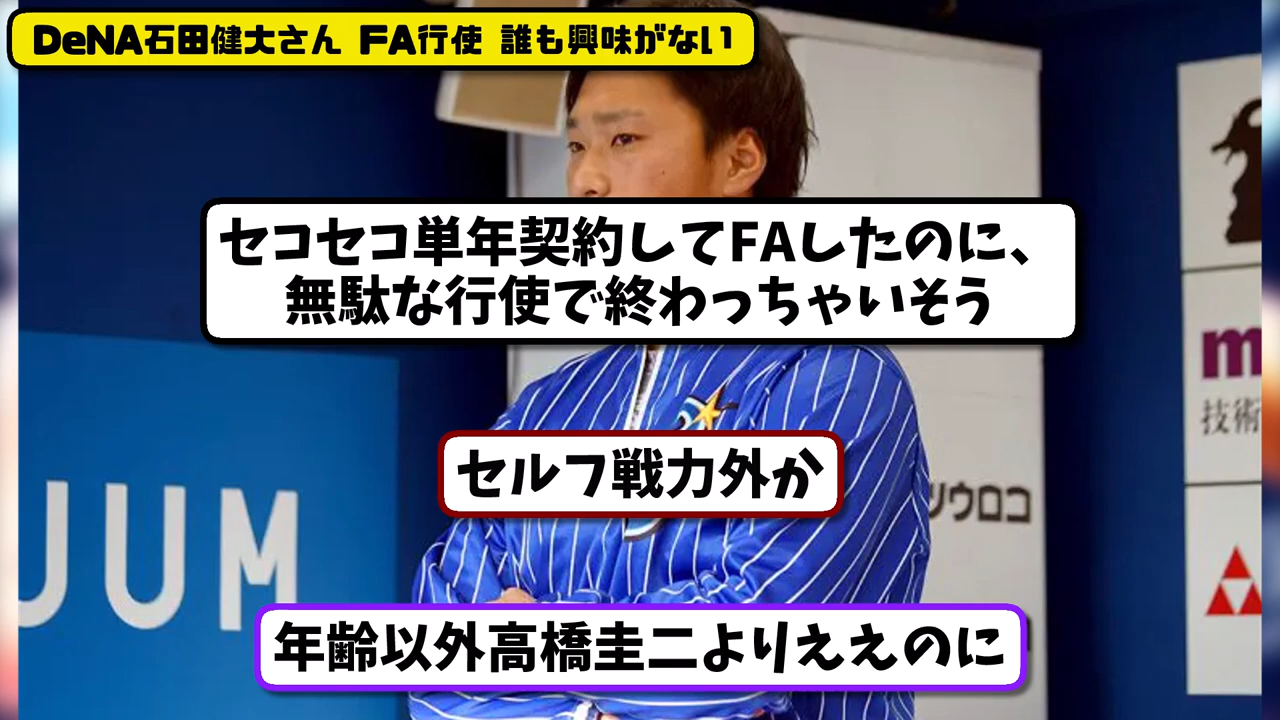 DeNA石田健大さん FA行使 誰も興味がない
セコセコ単年契約してFAしたのに、
無駄な行使で終わっちゃいそう
セルフ戦力外か
年齢以外高橋圭二よりええのに
UUM
m
技術
ソウロコ